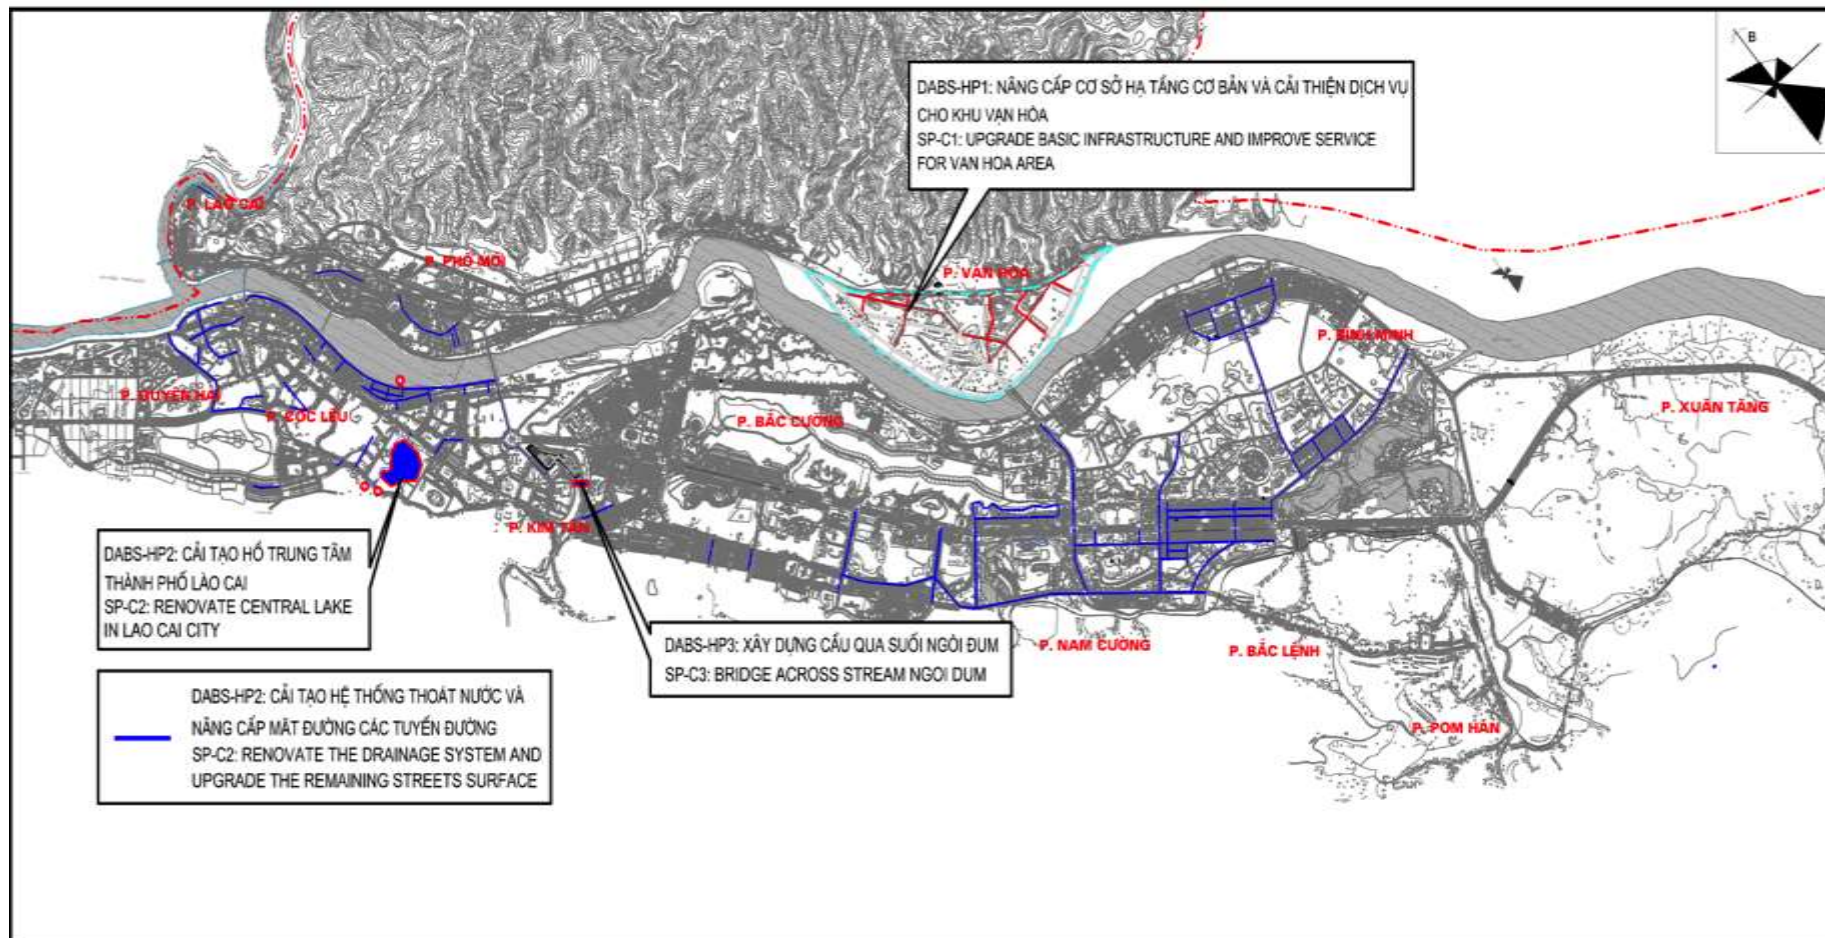 B
DABS-HP1: NÂNG CẤP CƠ SỞ HẠ TẦNG CƠ BẢN VÀ CẢI THIỆN DỊCH VỤ
CHO KHU VẠN HÒA
SP-C1: UPGRADE BASIC INFRASTRUCTURE AND IMPROVE SERVICE
FOR VAN HOA AREA
P. LÀO CAI
P. PHỐ MỚI
P. VẠN HÒA
P. BÌNH MINH
P. DUYÊN HẢI
P. CỐC LẾU
P. BẮC CƯỜNG
P. XUÂN TĂNG
P. KIM TÂN
DABS-HP2: CẢI TẠO HỒ TRUNG TÂM
THÀNH PHỐ LÀO CAI
SP-C2: RENOVATE CENTRAL LAKE
IN LAO CAI CITY
DABS-HP3: XÂY DỰNG CẦU QUA SUỐI NGÒI ĐUM
SP-C3: BRIDGE ACROSS STREAM NGOI DUM
P. NAM CƯỜNG
P. BẮC LỆNH
P. POM HÁN
DABS-HP2: CẢI TẠO HỆ THỐNG THOÁT NƯỚC VÀ
NÂNG CẤP MẶT ĐƯỜNG CÁC TUYẾN ĐƯỜNG
SP-C2: RENOVATE THE DRAINAGE SYSTEM AND
UPGRADE THE REMAINING STREETS SURFACE